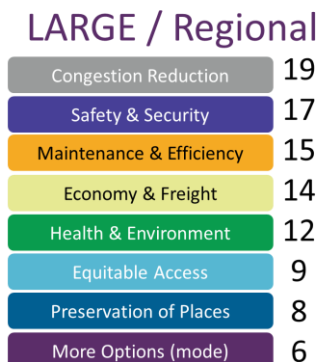 LARGE / Regional
Congestion Reduction 19
Safety & Security 17
Maintenance & Efficiency 15
Economy & Freight 14
Health & Environment 12
Equitable Access 9
Preservation of Places 8
More Options (mode) 6